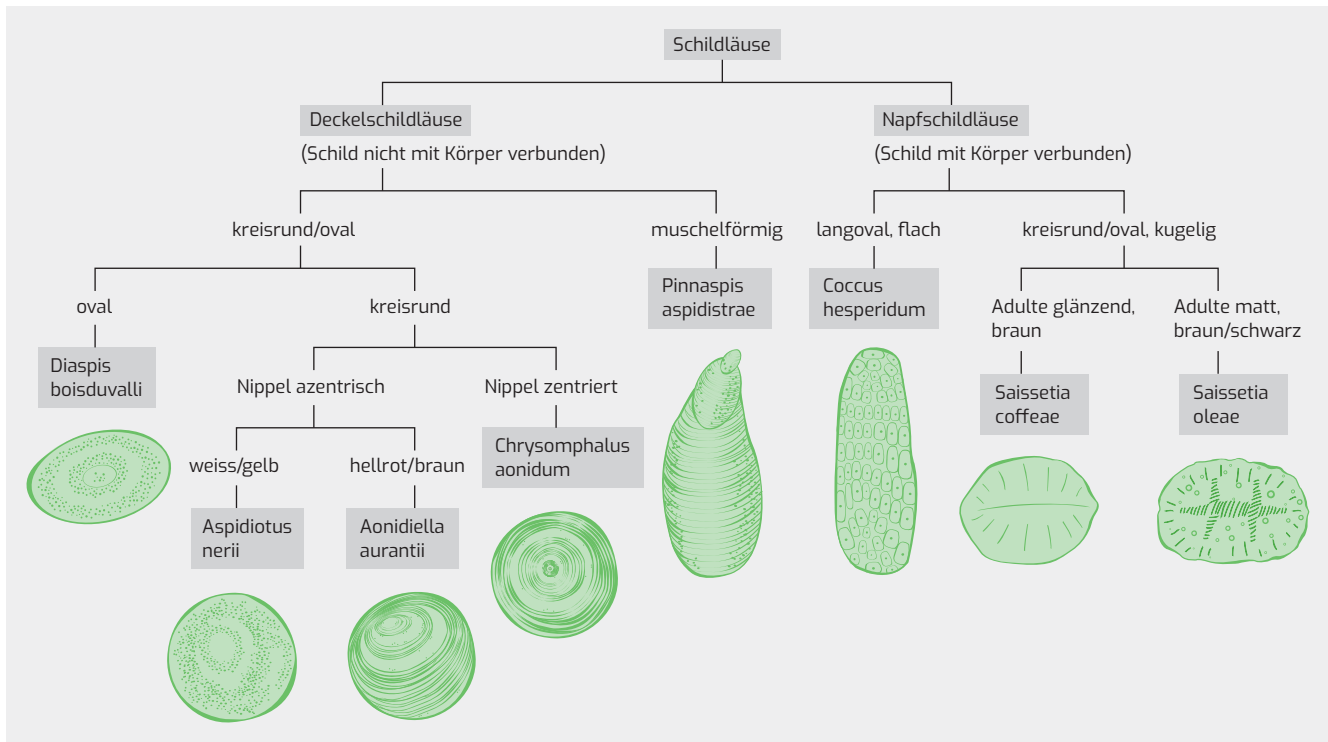 Schildläuse
Deckelschildläuse
(Schild nicht mit Körper verbunden)
Napfschildläuse
(Schild mit Körper verbunden)
kreisrund/oval
muschelförmig
langoval, flach
kreisrund/oval, kugelig
oval
kreisrund
Pinnaspis
aspidistrae
Coccus
hesperidum
Adulte glänzend,
braun
Adulte matt,
braun/schwarz
Diaspis
boisduvalli
Nippel azentrisch
Nippel zentriert
Saissetia
coffeae
Saissetia
oleae
weiss/gelb
hellrot/braun
Chrysomphalus
aonidum
Aspidiotus
nerii
Aonidiella
aurantii